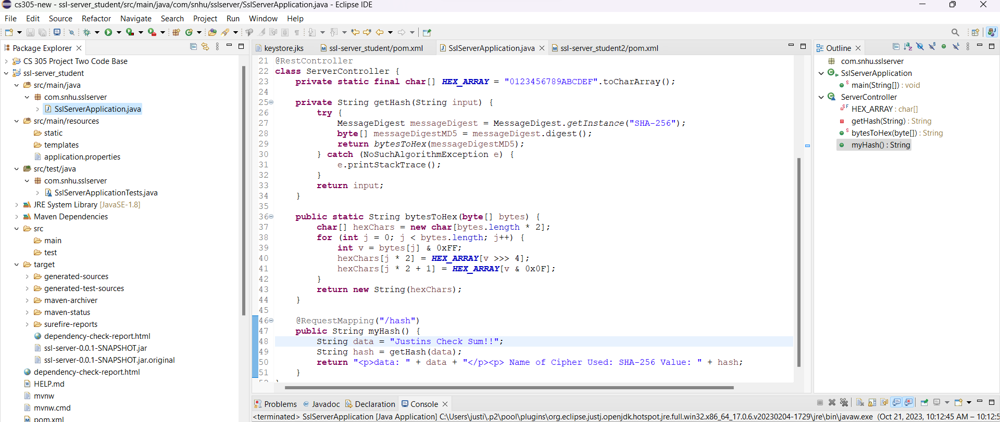 cs305-new - ssl-server_student/src/main/java/com/snhu/sslserver/SslServerApplication.java - Eclipse IDE
File Edit Source Refactor Navigate Search Project Run Window Help
Package Explorer
CS 305 Project Two Code Base
ssl-server_student
src/main/java
com.snhu.sslserver
SslServerApplication.java
src/main/resources
static
templates
application.properties
src/test/java
com.snhu.sslserver
SslServerApplicationTests.java
JRE System Library [JavaSE-1.8]
Maven Dependencies
src
main
test
target
generated-sources
generated-test-sources
maven-archiver
maven-status
surefire-reports
dependency-check-report.html
ssl-server-0.0.1-SNAPSHOT.jar
ssl-server-0.0.1-SNAPSHOT.jar.original
dependency-check-report.html
HELP.md
mvnw
mvnw.cmd
pom.xml
keystore.jks ssl-server_student/pom.xml SslServerApplication.java ssl-server_student2/pom.xml
21 @RestController
22 class ServerController {
23 private static final char[] HEX_ARRAY = "0123456789ABCDEF".toCharArray();
24
25 private String getHash(String input) {
26 try {
27 MessageDigest messageDigest = MessageDigest.getInstance("SHA-256");
28 byte[] messageDigestMD5 = messageDigest.digest();
29 return bytesToHex(messageDigestMD5);
30 } catch (NoSuchAlgorithmException e) {
31 e.printStackTrace();
32 }
33 return input;
34 }
35
36 public static String bytesToHex(byte[] bytes) {
37 char[] hexChars = new char[bytes.length * 2];
38 for (int j = 0; j < bytes.length; j++) {
39 int v = bytes[j] & 0xFF;
40 hexChars[j * 2] = HEX_ARRAY[v >>> 4];
41 hexChars[j * 2 + 1] = HEX_ARRAY[v & 0x0F];
42 }
43 return new String(hexChars);
44 }
45
46 @RequestMapping("/hash")
47 public String myHash() {
48 String data = "Justins Check Sum!!";
49 String hash = getHash(data);
50 return "<p>data: " + data + "</p><p> Name of Cipher Used: SHA-256 Value: " + hash;
51 }
52 }
Outline
com.snhu.sslserver
SslServerApplication
main(String[]) : void
ServerController
HEX_ARRAY : char[]
getHash(String) : String
bytesToHex(byte[]) : String
myHash() : String
Problems Javadoc Declaration Console
<terminated> SslServerApplication [Java Application] C:\Users\justi\.p2\pool\plugins\org.eclipse.justj.openjdk.hotspot.jre.full.win32.x86_64_17.0.6.v20230204-1729\jre\bin\javaw.exe (Oct 21, 2023, 10:12:45 AM – 10:12:5